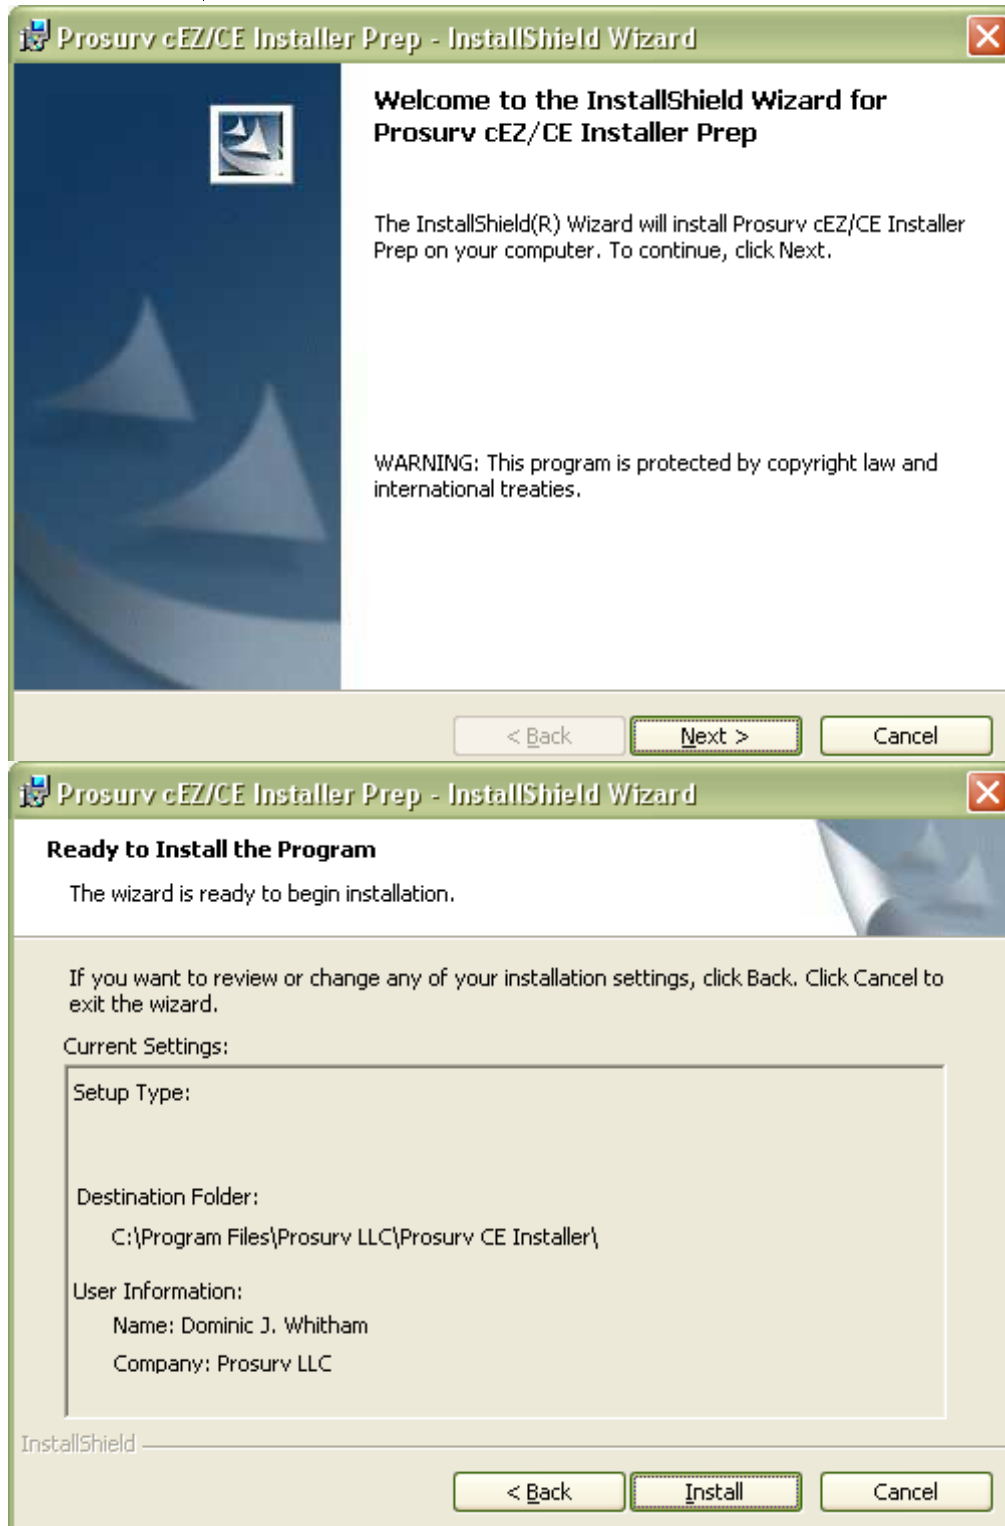 Prosurv cEZ/CE Installer Prep - InstallShield Wizard
Welcome to the InstallShield Wizard for
Prosurv cEZ/CE Installer Prep
The InstallShield(R) Wizard will install Prosurv cEZ/CE Installer
Prep on your computer. To continue, click Next.
WARNING: This program is protected by copyright law and
international treaties.
< Back
Next >
Cancel
Prosurv cEZ/CE Installer Prep - InstallShield Wizard
Ready to Install the Program
The wizard is ready to begin installation.
If you want to review or change any of your installation settings, click Back. Click Cancel to
exit the wizard.
Current Settings:
Setup Type:
Destination Folder:
C:\Program Files\Prosurv LLC\Prosurv CE Installer\
User Information:
Name: Dominic J. Whitham
Company: Prosurv LLC
InstallShield
< Back
Install
Cancel